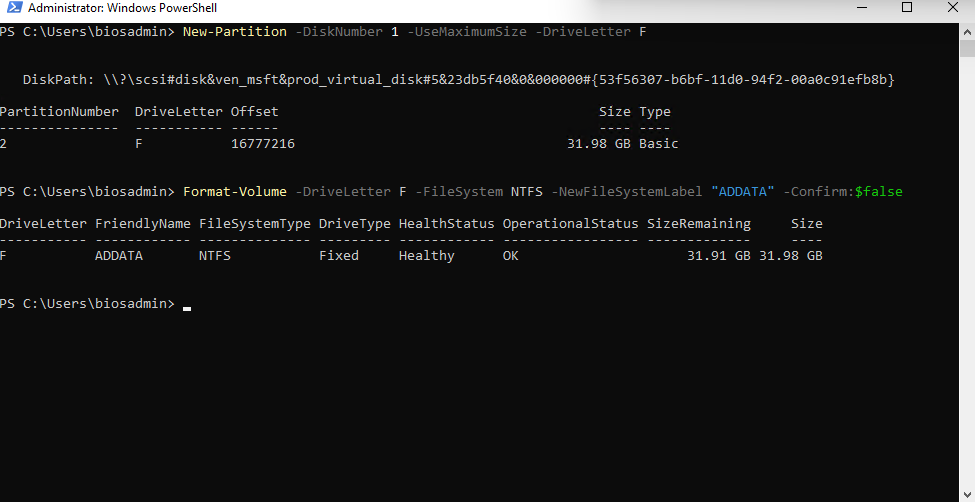 Administrator: Windows PowerShell
PS C:\Users\biosadmin> New-Partition -DiskNumber 1 -UseMaximumSize -DriveLetter F
DiskPath: \\?\scsi#disk&ven_msft&prod_virtual_disk#5&23db5f40&0&000000#{53f56307-b6bf-11d0-94f2-00a0c91efb8b}
PartitionNumber  DriveLetter Offset                                        Size Type
---------------  ----------- ------                                        ---- ----
2                F           16777216                                  31.98 GB Basic
PS C:\Users\biosadmin> Format-Volume -DriveLetter F -FileSystem NTFS -NewFileSystemLabel "ADDATA" -Confirm:$false
DriveLetter FriendlyName FileSystemType DriveType HealthStatus OperationalStatus SizeRemaining     Size
----------- ------------ -------------- --------- ------------ ----------------- -------------     ----
F           ADDATA       NTFS           Fixed     Healthy      OK                     31.91 GB 31.98 GB
PS C:\Users\biosadmin>